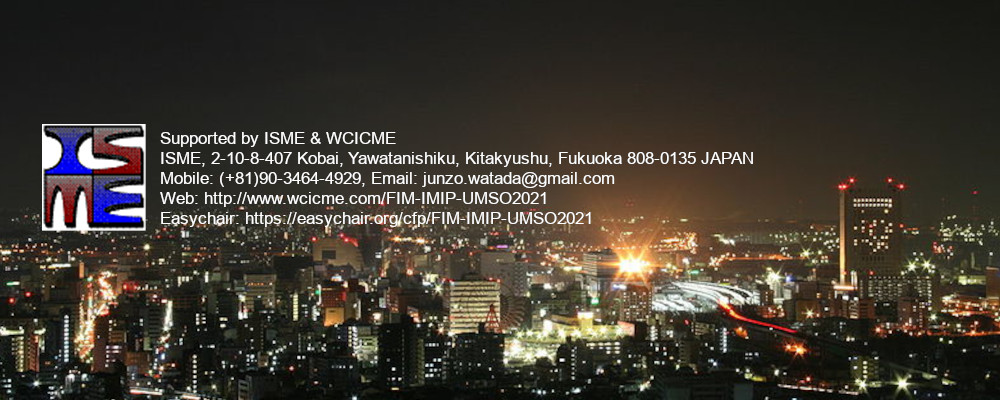 ISME
Supported by ISME & WCICME
ISME, 2-10-8-407 Kobai, Yawatanishiku, Kitakyushu, Fukuoka 808-0135 JAPAN
Mobile: (+81)90-3464-4929, Email: junzo.watada@gmail.com
Web: http://www.wcicme.com/FIM-IMIP-UMSO2021
Easychair: https://easychair.org/cfp/FIM-IMIP-UMSO2021